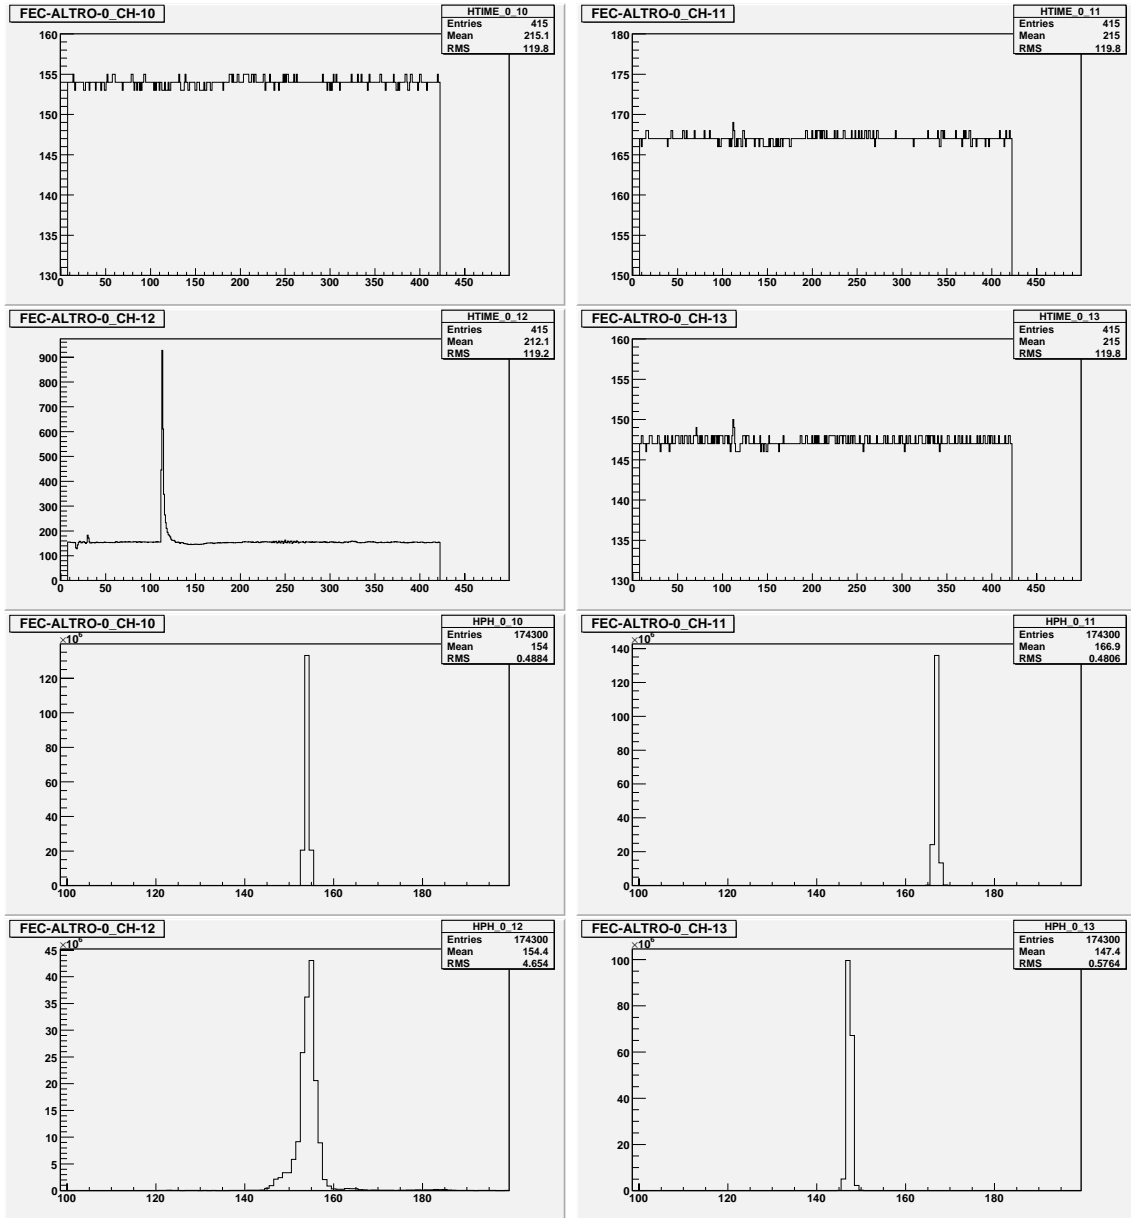 FEC-ALTRO-0_CH-10
HTIME_0_10
Entries 415
Mean 215.1
RMS 119.8
160
155
150
145
140
135
130
0 50 100 150 200 250 300 350 400 450
FEC-ALTRO-0_CH-11
HTIME_0_11
Entries 415
Mean 215
RMS 119.8
180
175
170
165
160
155
150
0 50 100 150 200 250 300 350 400 450
FEC-ALTRO-0_CH-12
HTIME_0_12
Entries 415
Mean 212.1
RMS 119.2
900
800
700
600
500
400
300
200
100
0
0 50 100 150 200 250 300 350 400 450
FEC-ALTRO-0_CH-13
HTIME_0_13
Entries 415
Mean 215
RMS 119.8
160
155
150
145
140
135
130
0 50 100 150 200 250 300 350 400 450
FEC-ALTRO-0_CH-10
HPH_0_10
Entries 174300
Mean 154
RMS 0.4884
×10⁶
120
100
80
60
40
20
0
100 120 140 160 180
FEC-ALTRO-0_CH-11
HPH_0_11
Entries 174300
Mean 166.9
RMS 0.4806
×10⁶
140
120
100
80
60
40
20
0
100 120 140 160 180
FEC-ALTRO-0_CH-12
HPH_0_12
Entries 174300
Mean 154.4
RMS 4.654
×10⁶
45
40
35
30
25
20
15
10
5
0
100 120 140 160 180
FEC-ALTRO-0_CH-13
HPH_0_13
Entries 174300
Mean 147.4
RMS 0.5764
×10⁶
100
80
60
40
20
0
100 120 140 160 180